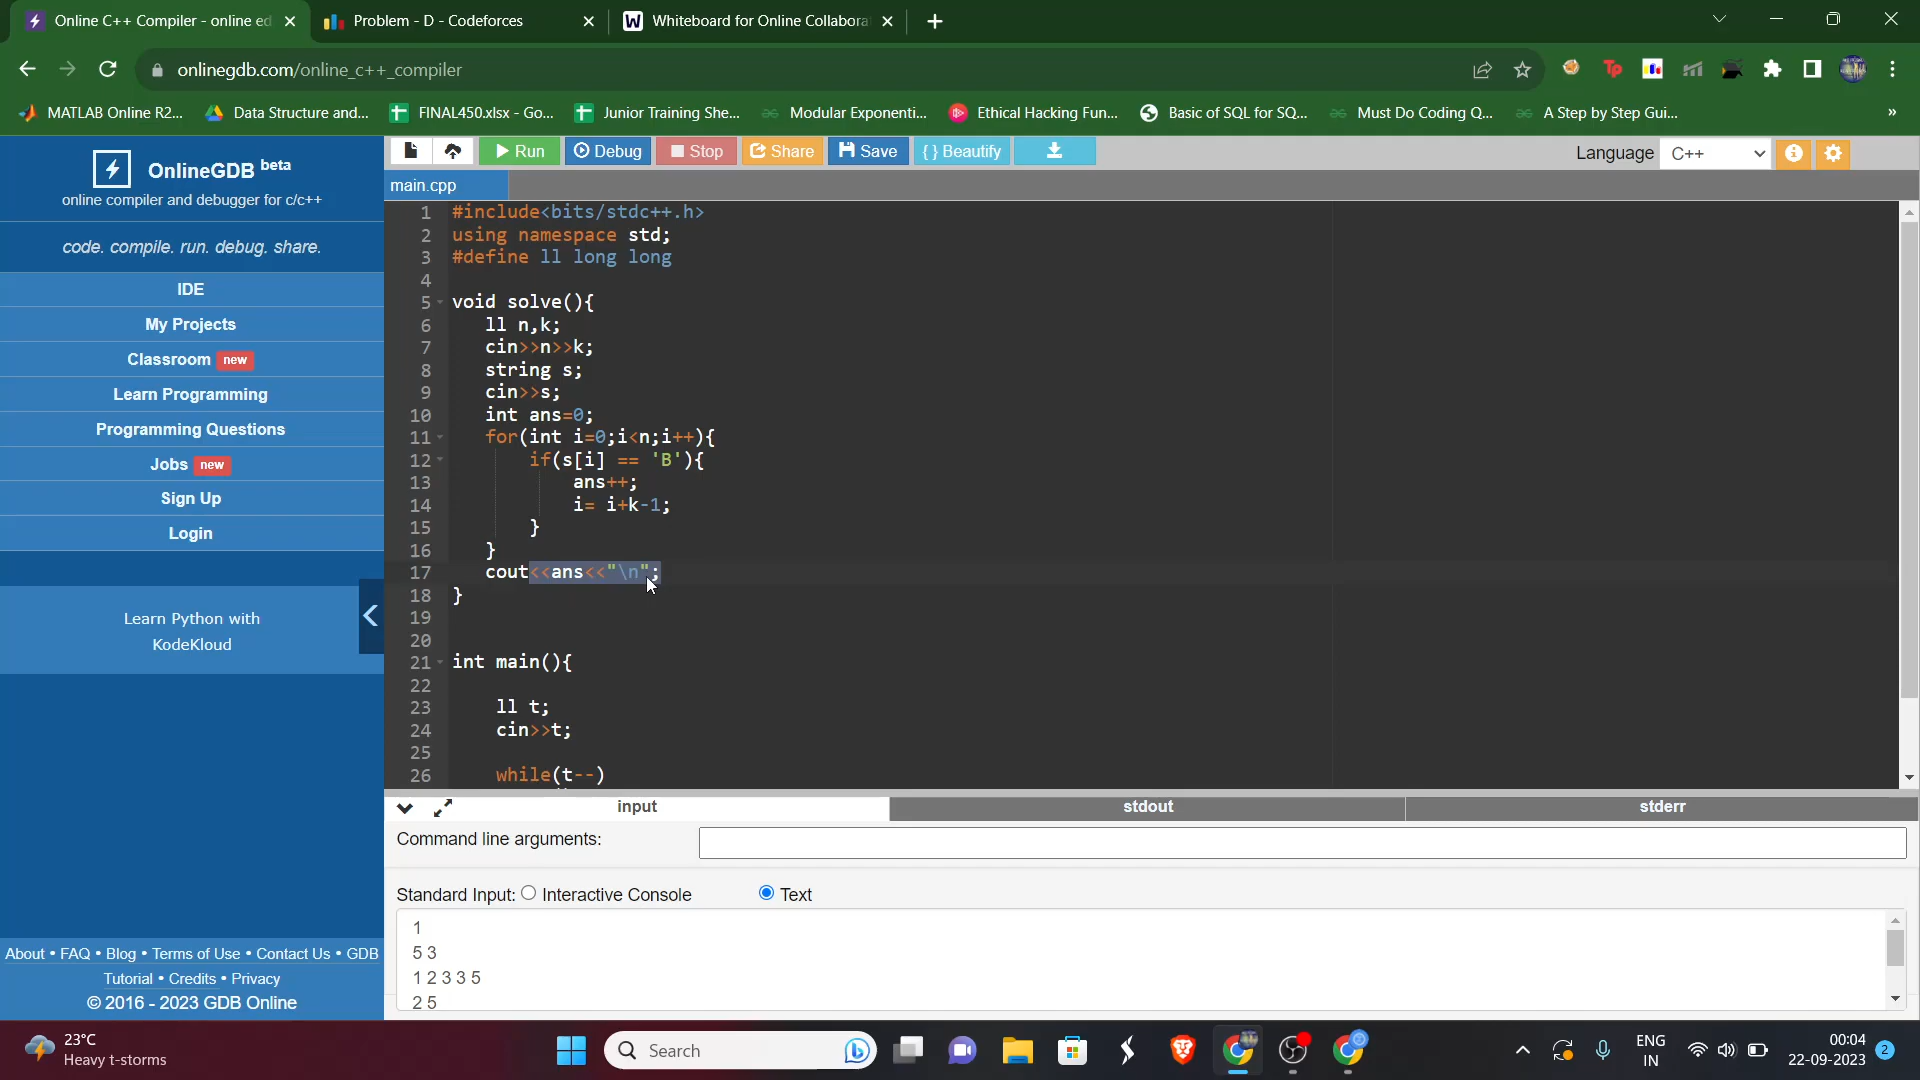 Online C++ Compiler - online ed
Problem - D - Codeforces
Whiteboard for Online Collabora
onlinegdb.com/online_c++_compiler
MATLAB Online R2...
Data Structure and...
FINAL450.xlsx - Go...
Junior Training She...
Modular Exponenti...
Ethical Hacking Fun...
Basic of SQL for SQ...
Must Do Coding Q...
A Step by Step Gui...
»
OnlineGDB beta
online compiler and debugger for c/c++
code. compile. run. debug. share.
IDE
My Projects
Classroom new
Learn Programming
Programming Questions
Jobs new
Sign Up
Login
Learn Python with
KodeKloud
About • FAQ • Blog • Terms of Use • Contact Us • GDB
Tutorial • Credits • Privacy
© 2016 - 2023 GDB Online
Run
Debug
Stop
Share
Save
{ } Beautify
Language C++
main.cpp
1 #include<bits/stdc++.h>
2 using namespace std;
3 #define ll long long
4
5 void solve(){
6 ll n,k;
7 cin>>n>>k;
8 string s;
9 cin>>s;
10 int ans=0;
11 for(int i=0;i<n;i++){
12 if(s[i] == 'B'){
13 ans++;
14 i= i+k-1;
15 }
16 }
17 cout<<ans<<"\n";
18 }
19
20
21 int main(){
22
23 ll t;
24 cin>>t;
25
26 while(t--)
input
stdout
stderr
Command line arguments:
Standard Input: Interactive Console Text
1
5 3
1 2 3 3 5
2 5
23°C
Heavy t-storms
Search
ENG
IN
00:04
22-09-2023
2